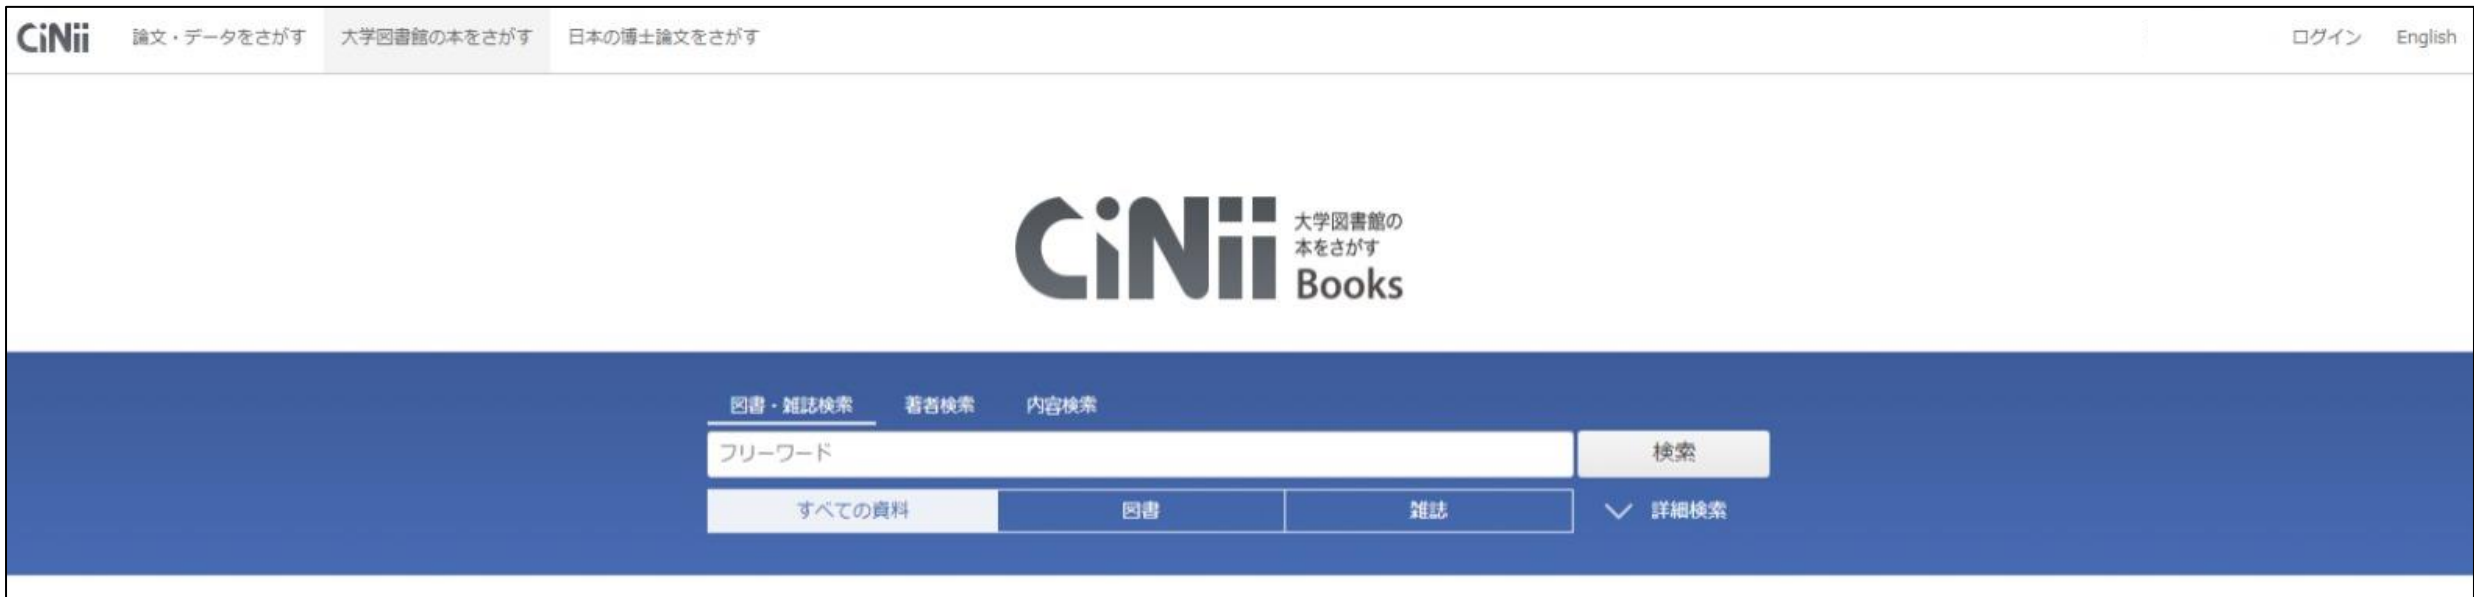 CiNii 論文・データをさがす 大学図書館の本をさがす 日本の博士論文をさがす ログイン English
CiNii 大学図書館の
本をさがす
Books
図書・雑誌検索 著者検索 内容検索
フリーワード 検索
すべての資料 図書 雑誌 詳細検索